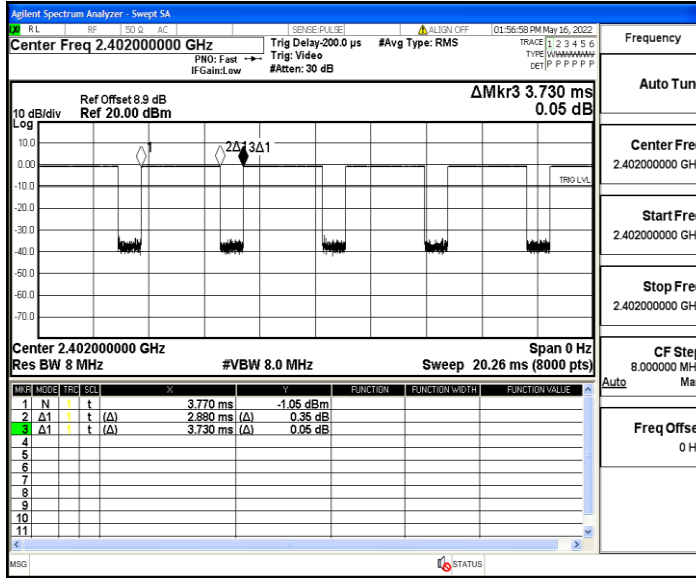 Agilent Spectrum Analyzer - Swept SA
RL RF 50 Ω AC SENSE:PULSE ALIGN OFF 01:56:58 PM May 16, 2022
Center Freq 2.402000000 GHz
PNO: Fast
IFGain:Low
Trig Delay-200.0 µs
Trig: Video
#Atten: 30 dB
#Avg Type: RMS
TRACE 1 2 3 4 5 6
TYPE
DET P P P P P P
Ref Offset 8.9 dB
10 dB/div Ref 20.00 dBm
Log
ΔMkr3 3.730 ms
0.05 dB
10.0
0.00
-10.0
-20.0
-30.0
-40.0
-50.0
-60.0
-70.0
1
2Δ1
3Δ1
TRIG LVL
Center 2.402000000 GHz Span 0 Hz
Res BW 8 MHz #VBW 8.0 MHz Sweep 20.26 ms (8000 pts)
MKR MODE TRC SCL X Y FUNCTION FUNCTION WIDTH FUNCTION VALUE
1 N 1 t 3.770 ms -1.05 dBm
2 Δ1 1 t (Δ) 2.880 ms (Δ) 0.35 dB
3 Δ1 1 t (Δ) 3.730 ms (Δ) 0.05 dB
4
5
6
7
8
9
10
11
MSG STATUS
Frequency
Auto Tun
Center Fre
2.402000000 GH
Start Fre
2.402000000 GH
Stop Fre
2.402000000 GH
CF Ste
8.000000 MH
Auto Ma
Freq Offse
0 H